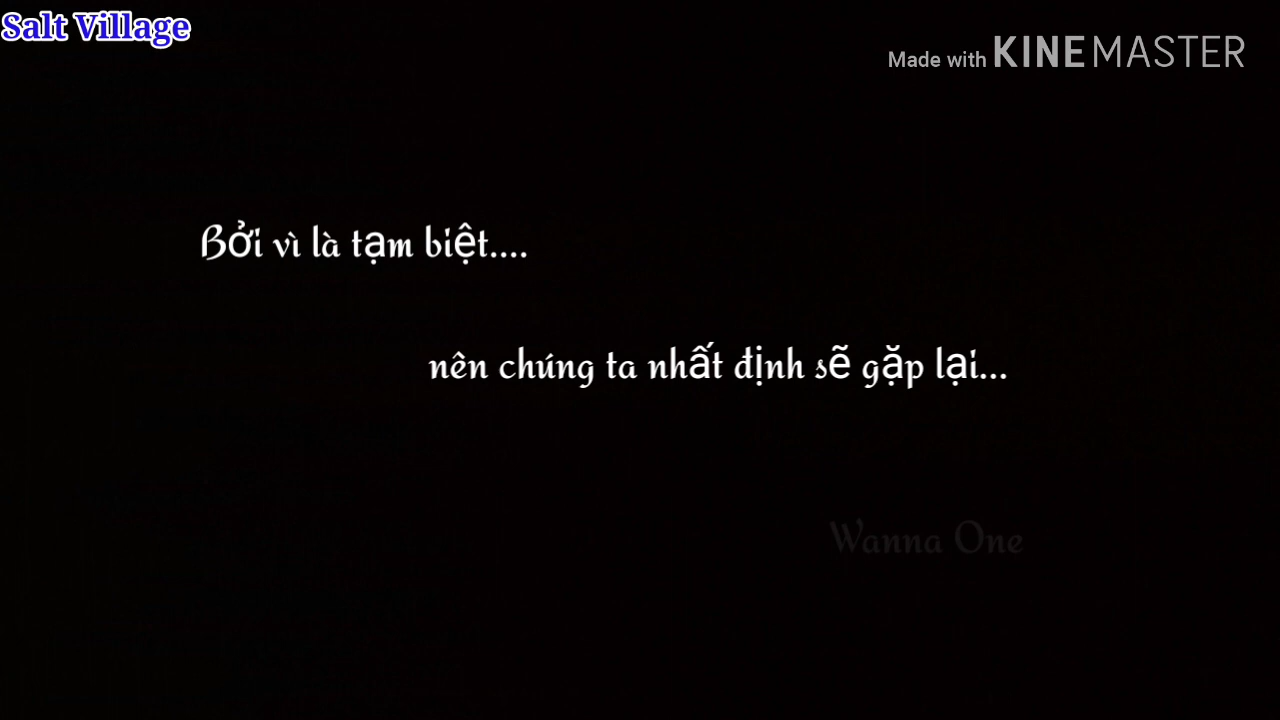 Salt Village
Made with KINEMASTER
Bởi vì là tạm biệt....
nên chúng ta nhất định sẽ gặp lại...
Wanna One